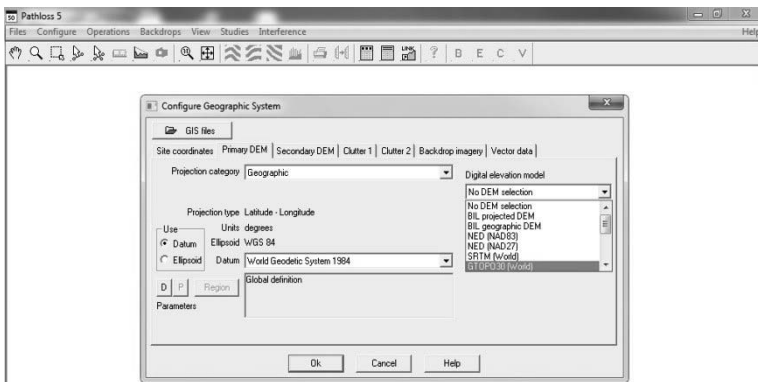 50 Pathloss 5
Files Configure Operations Backdrops View Studies Interference Help
LINK ? B E C V
Configure Geographic System
GIS files
Site coordinates Primary DEM Secondary DEM Clutter 1 Clutter 2 Backdrop imagery Vector data
Projection category Geographic
Digital elevation model
No DEM selection
No DEM selection
BIL projected DEM
BIL geographic DEM
NED (NAD83)
NED (NAD27)
SRTM (World)
GTOPO30 (World)
Projection type Latitude - Longitude
Use
Units degrees
Datum
Ellipsoid WGS 84
Ellipsoid
Datum World Geodetic System 1984
D P Region
Global definition
Parameters
Ok Cancel Help